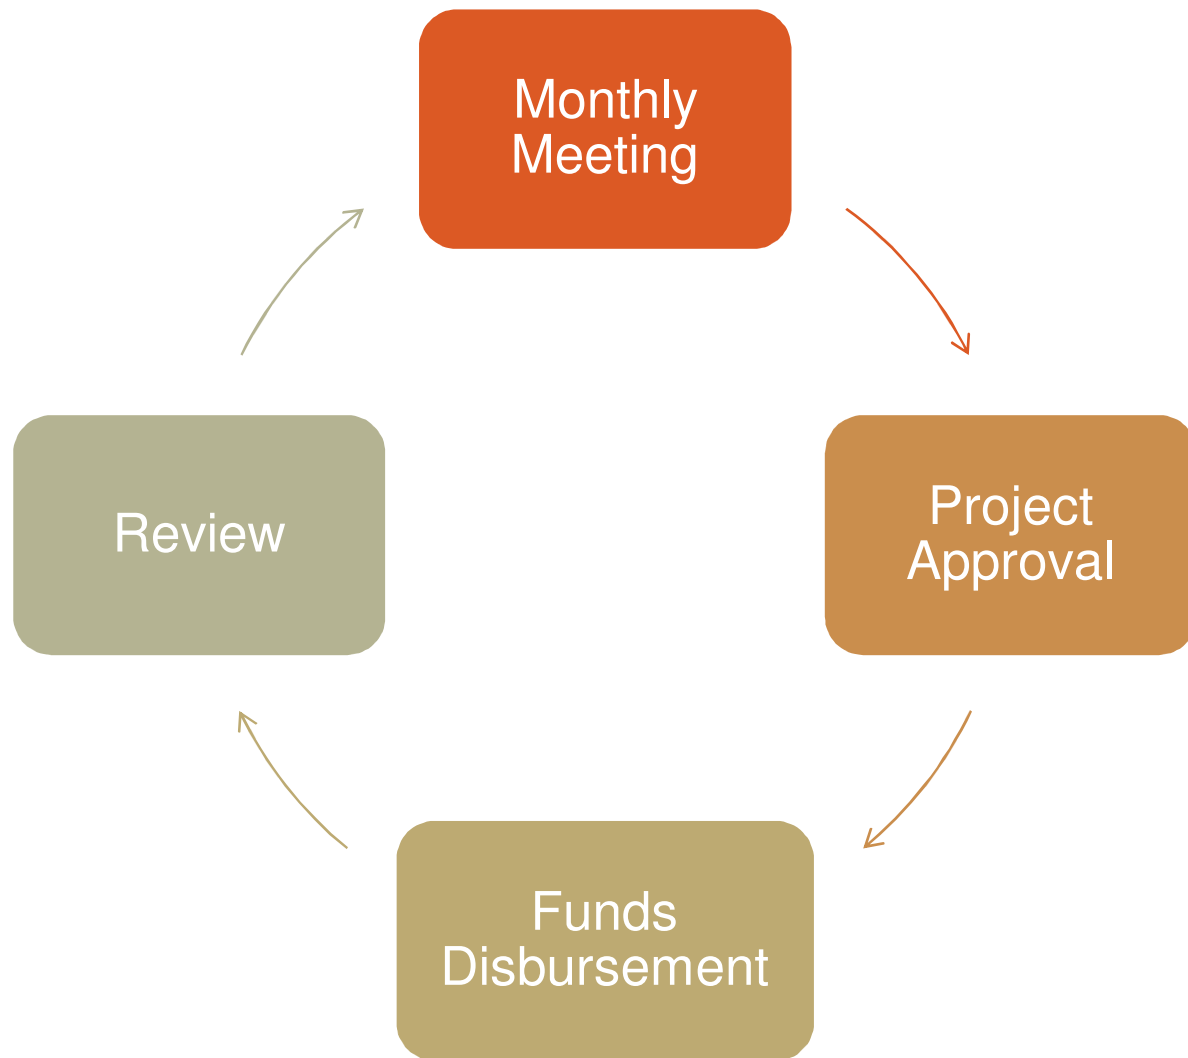 Monthly
Meeting
Project
Approval
Funds
Disbursement
Review